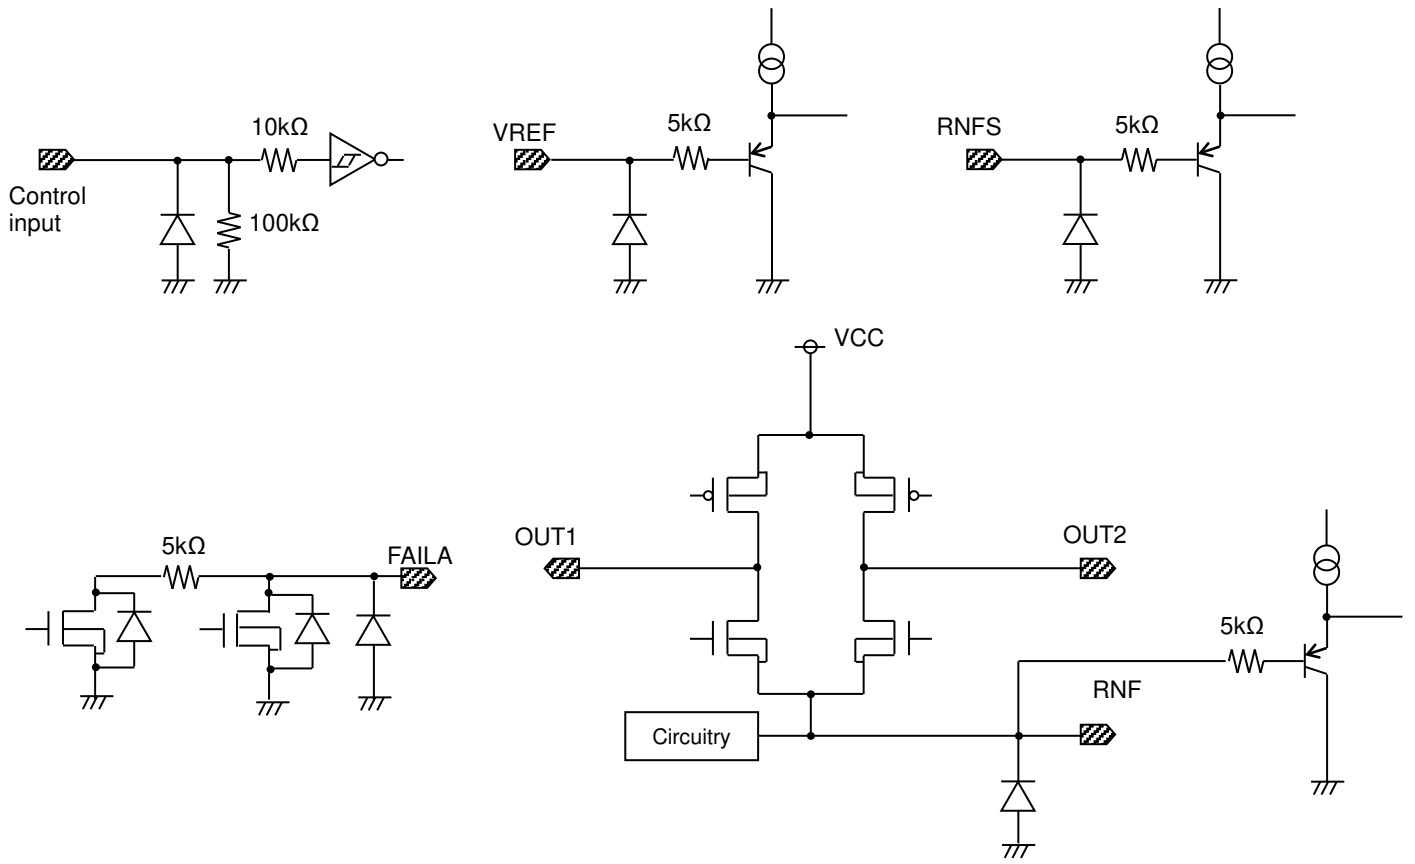 10kΩ
Control
input
100kΩ
VREF
5kΩ
RNFS
5kΩ
VCC
5kΩ
FAILA
OUT1
OUT2
5kΩ
RNF
Circuitry